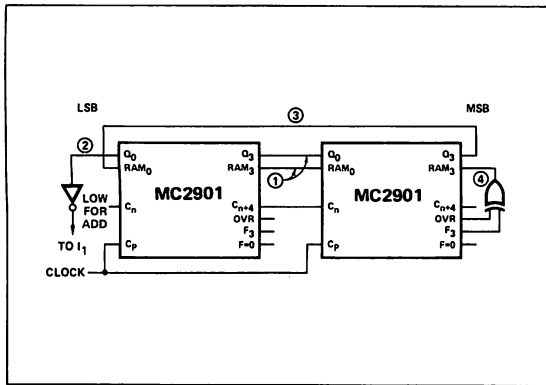 LSB
③
MSB
②
Q0
RAM0
Q3
RAM3
①
Q0
RAM0
Q3
RAM3
④
MC2901
MC2901
LOW
FOR
ADD
Cn
Cn+4
OVR
F3
F=0
Cn
Cn+4
OVR
F3
F=0
TO I1
CP
CP
CLOCK